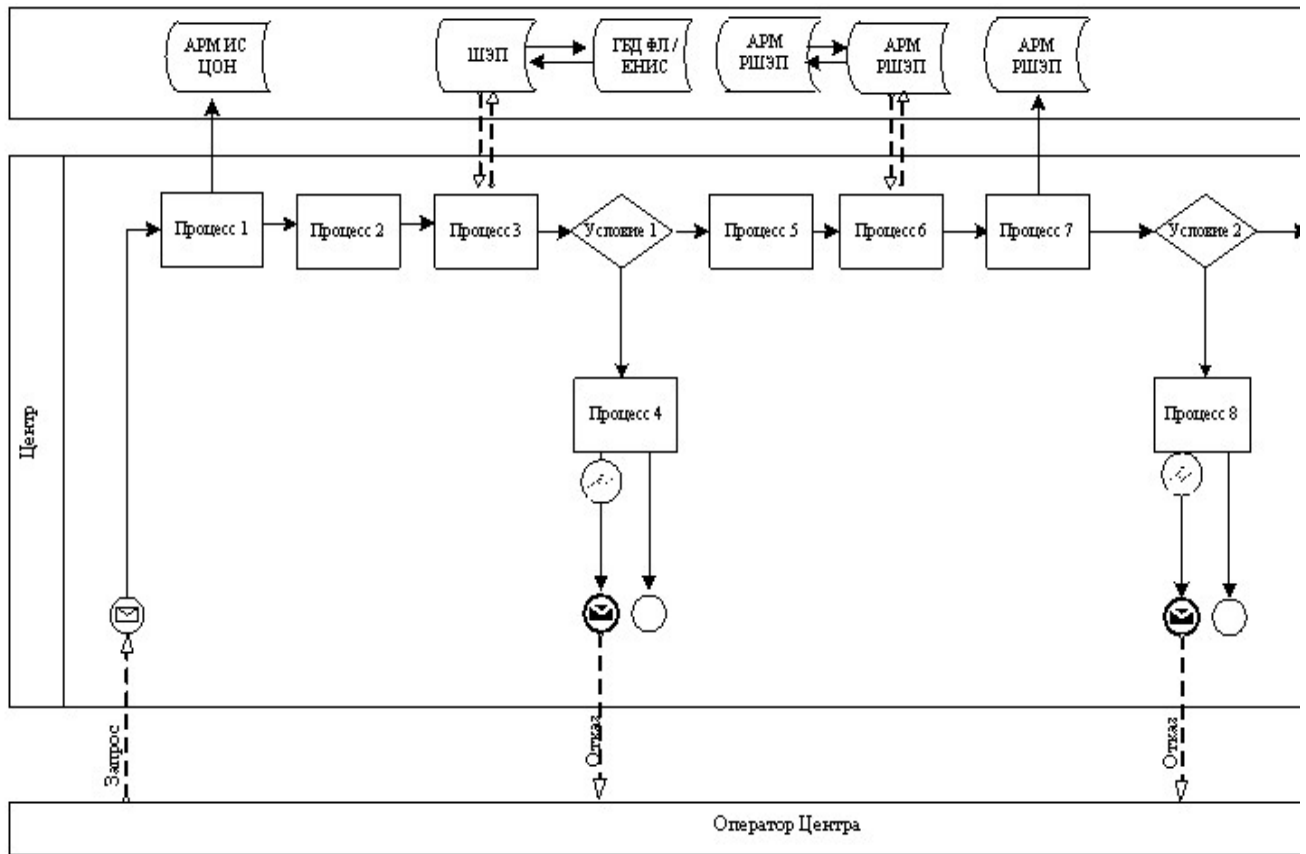 АРМ ИС
ЦОН
ШЭП
ГБД ФЛ /
ЕНИС
АРМ
РШЭП
АРМ
РШЭП
АРМ
РШЭП
Процесс 1
Процесс 2
Процесс 3
Условие 1
Процесс 5
Процесс 6
Процесс 7
Условие 2
Процесс 4
Процесс 8
Центр
Запрос
Отказ
Отказ
Оператор Центра